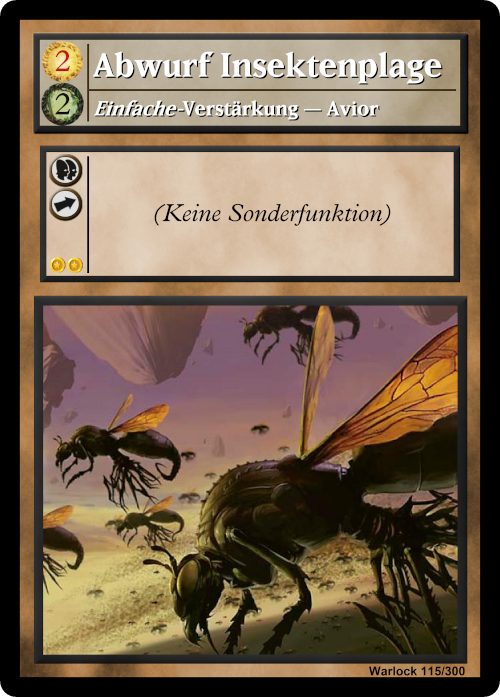 2
Abwurf Insektenplage
2
Einfache-Verstärkung — Avior
(Keine Sonderfunktion)
Warlock 115/300